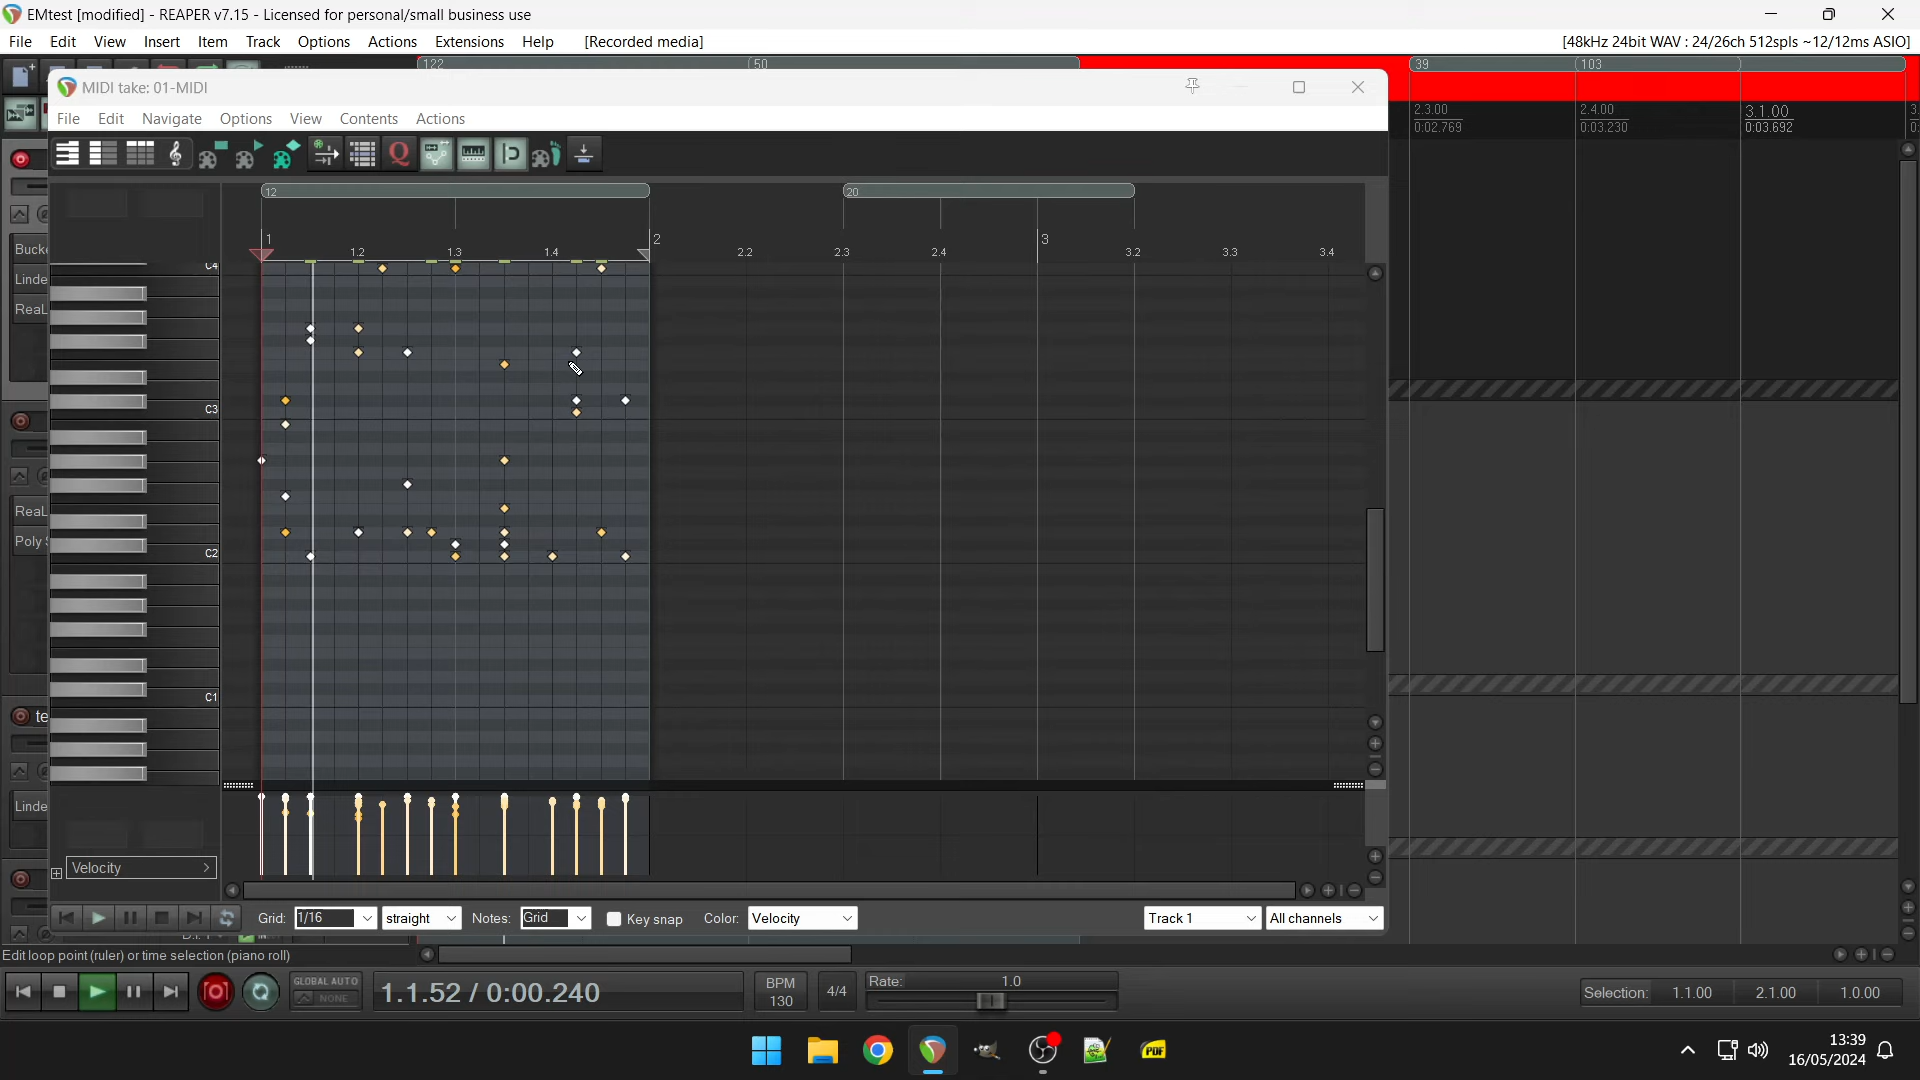 EMtest [modified] - REAPER v7.15 - Licensed for personal/small business use
File Edit View Insert Item Track Options Actions Extensions Help [Recorded media]
[48kHz 24bit WAV : 24/26ch 512spls ~12/12ms ASIO]
122 50 39 103
2.3.00 2.4.00 3.1.00 3.
0:02.769 0:03.230 0:03.692 0:
MIDI take: 01-MIDI
File Edit Navigate Options View Contents Actions
Q
12 20
1 2 3
1.2 1.3 1.4 2.2 2.3 2.4 3.2 3.3 3.4
Bucke
Linde
ReaL
C4
C3
ReaL
Poly S
C2
C1
te
Linde
Velocity
Grid: 1/16 straight Notes: Grid Key snap Color: Velocity Track 1 All channels
Edit loop point (ruler) or time selection (piano roll)
GLOBAL AUTO
NONE
1.1.52 / 0:00.240
BPM
130
4/4
Rate: 1.0
Selection: 1.1.00 2.1.00 1.0.00
PDF
13:39
16/05/2024